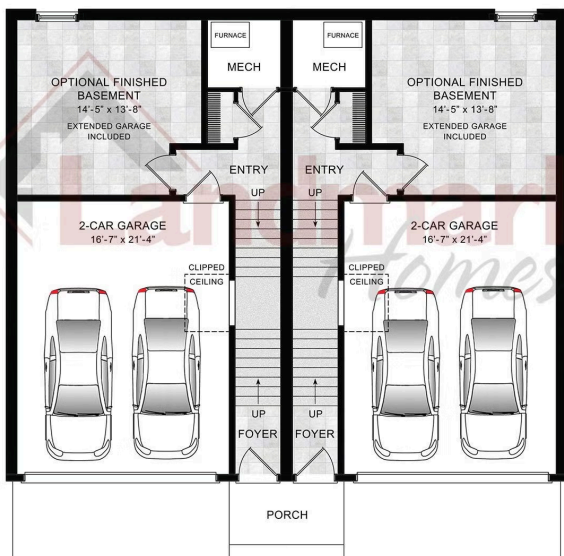 FURNACE
FURNACE
MECH
MECH
OPTIONAL FINISHED
BASEMENT
14'-5" x 13'-8"
EXTENDED GARAGE
INCLUDED
OPTIONAL FINISHED
BASEMENT
14'-5" x 13'-8"
EXTENDED GARAGE
INCLUDED
ENTRY
ENTRY
UP
UP
2-CAR GARAGE
16'-7" x 21'-4"
2-CAR GARAGE
16'-7" x 21'-4"
Landmark
Homes
CLIPPED
CEILING
CLIPPED
CEILING
UP
UP
FOYER
FOYER
PORCH